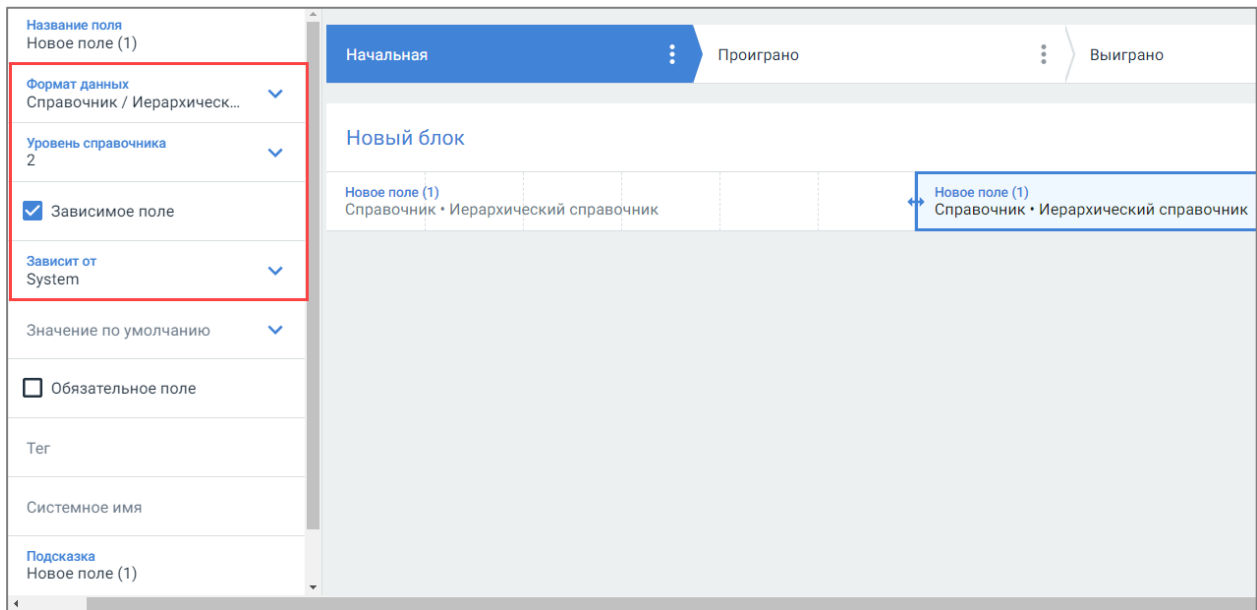 Название поля
Новое поле (1)
Формат данных
Справочник / Иерархическ...
Уровень справочника
2
Зависимое поле
Зависит от
System
Значение по умолчанию
Обязательное поле
Тег
Системное имя
Подсказка
Новое поле (1)
Начальная
Проиграно
Выиграно
Новый блок
Новое поле (1)
Справочник • Иерархический справочник
Новое поле (1)
Справочник • Иерархический справочник